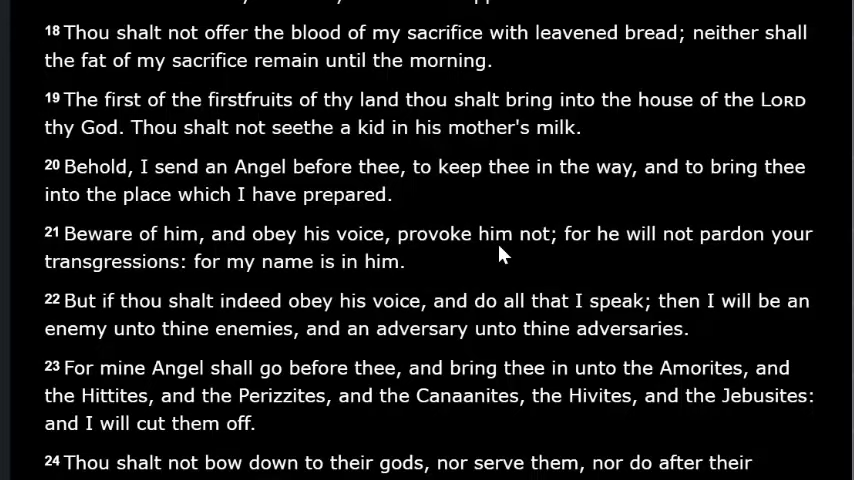 18 Thou shalt not offer the blood of my sacrifice with leavened bread; neither shall
the fat of my sacrifice remain until the morning.
19 The first of the firstfruits of thy land thou shalt bring into the house of the LORD
thy God. Thou shalt not seethe a kid in his mother's milk.
20 Behold, I send an Angel before thee, to keep thee in the way, and to bring thee
into the place which I have prepared.
21 Beware of him, and obey his voice, provoke him not; for he will not pardon your
transgressions: for my name is in him.
22 But if thou shalt indeed obey his voice, and do all that I speak; then I will be an
enemy unto thine enemies, and an adversary unto thine adversaries.
23 For mine Angel shall go before thee, and bring thee in unto the Amorites, and
the Hittites, and the Perizzites, and the Canaanites, the Hivites, and the Jebusites:
and I will cut them off.
24 Thou shalt not bow down to their gods, nor serve them, nor do after their